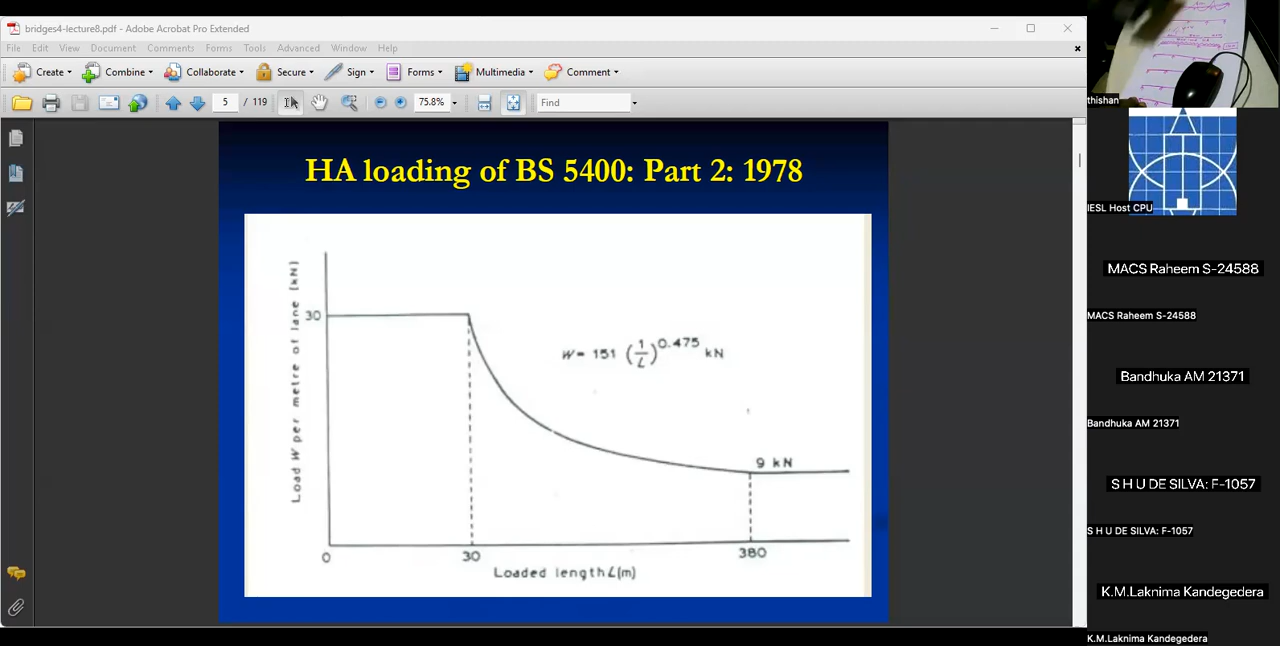 bridges4-lecture8.pdf - Adobe Acrobat Pro Extended
File Edit View Document Comments Forms Tools Advanced Window Help
Create Combine Collaborate Secure Sign Forms Multimedia Comment
5 / 119 75.8% Find
HA loading of BS 5400: Part 2: 1978
Load W per metre of lane (kN)
30
W = 151 (1/L)^0.475 kN
9 kN
0 30 380
Loaded length L(m)
thishan
IESL Host CPU
MACS Raheem S-24588
MACS Raheem S-24588
Bandhuka AM 21371
Bandhuka AM 21371
S H U DE SILVA: F-1057
S H U DE SILVA: F-1057
K.M.Laknima Kandegedera
K.M.Laknima Kandegedera